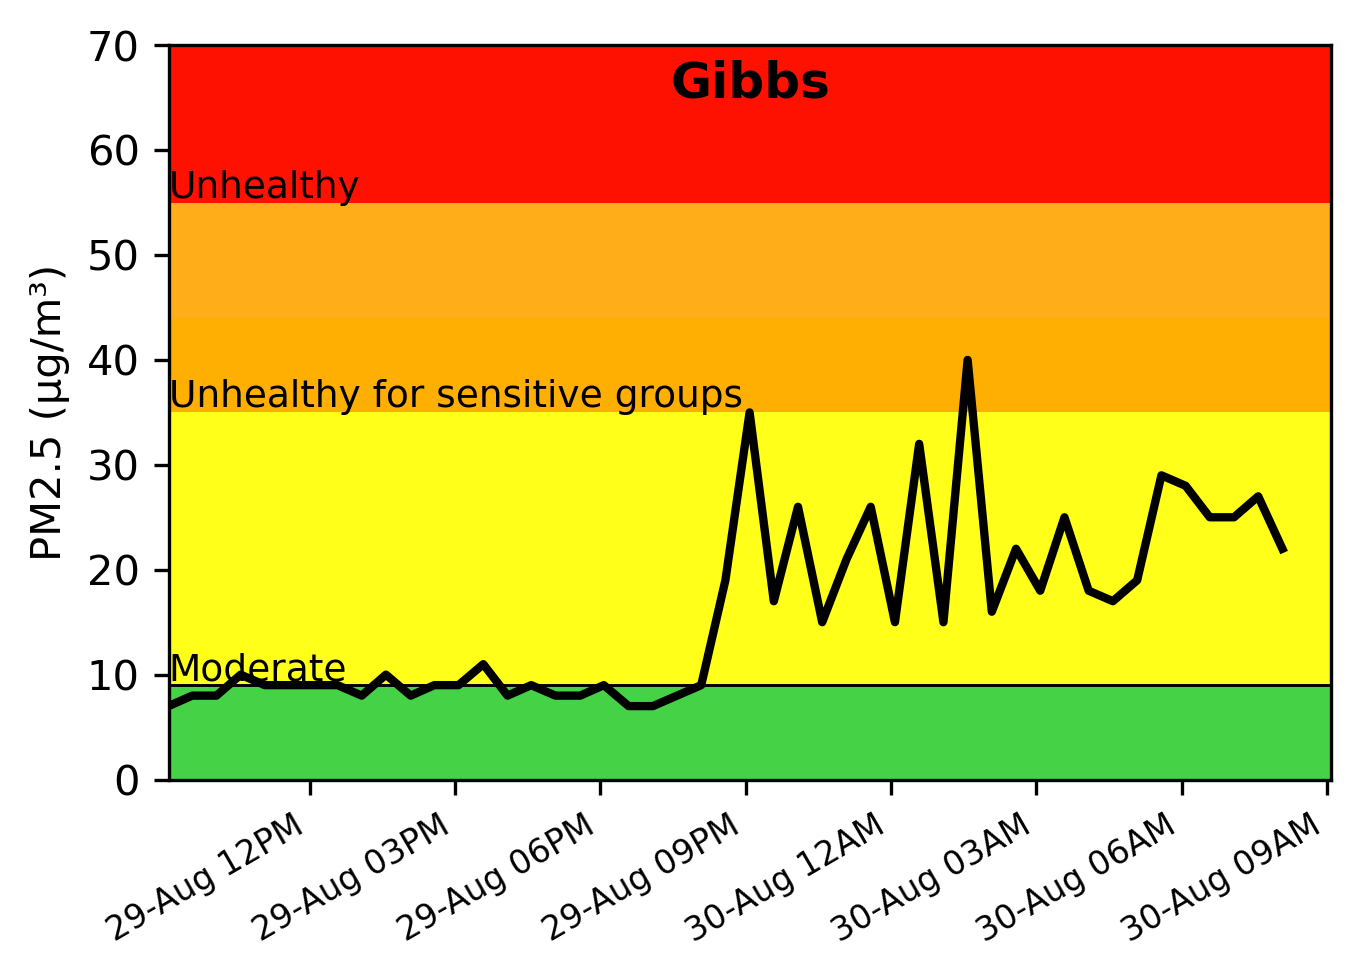 Gibbs
PM2.5 (µg/m³)
70
60
50
40
30
20
10
0
Unhealthy
Unhealthy for sensitive groups
Moderate
29-Aug 12PM
29-Aug 03PM
29-Aug 06PM
29-Aug 09PM
30-Aug 12AM
30-Aug 03AM
30-Aug 06AM
30-Aug 09AM